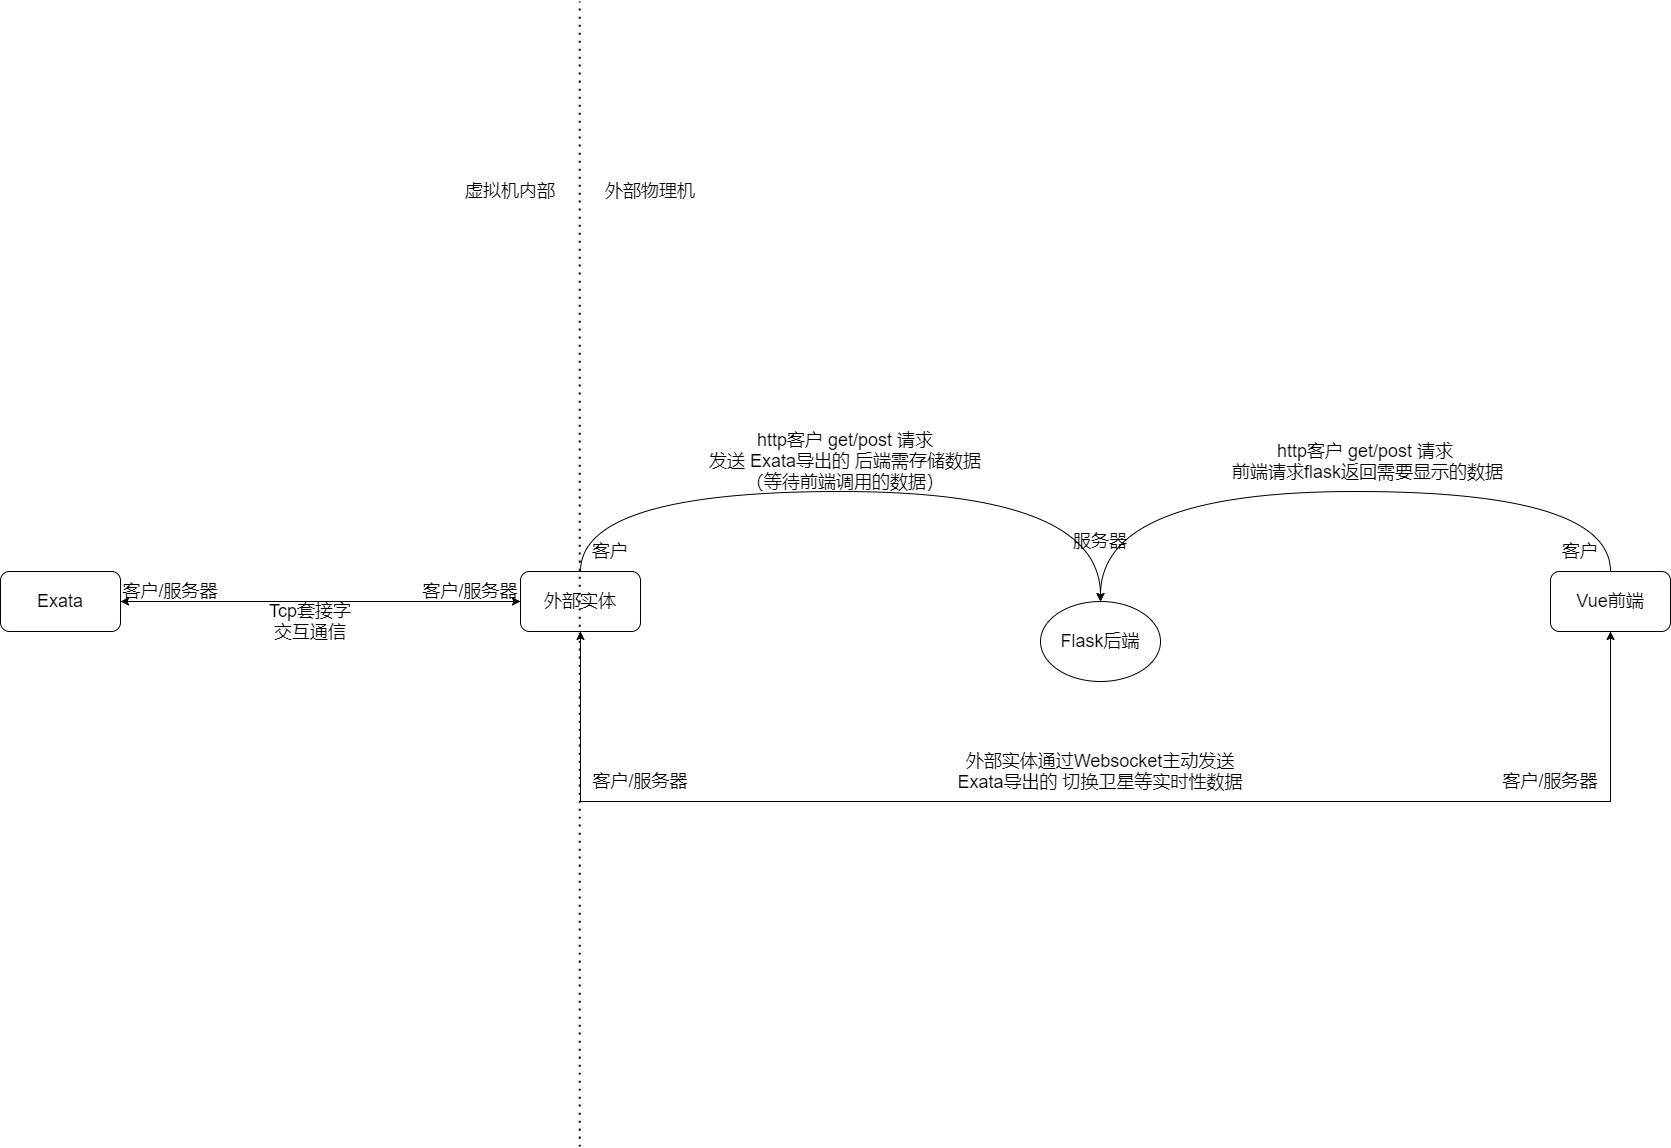 虚拟机内部
外部物理机
http客户 get/post 请求
发送 Exata导出的 后端需存储数据
（等待前端调用的数据）
http客户 get/post 请求
前端请求flask返回需要显示的数据
服务器
客户
客户
Exata
客户/服务器
客户/服务器
Tcp套接字
交互通信
外部实体
Flask后端
Vue前端
外部实体通过Websocket主动发送
Exata导出的 切换卫星等实时性数据
客户/服务器
客户/服务器